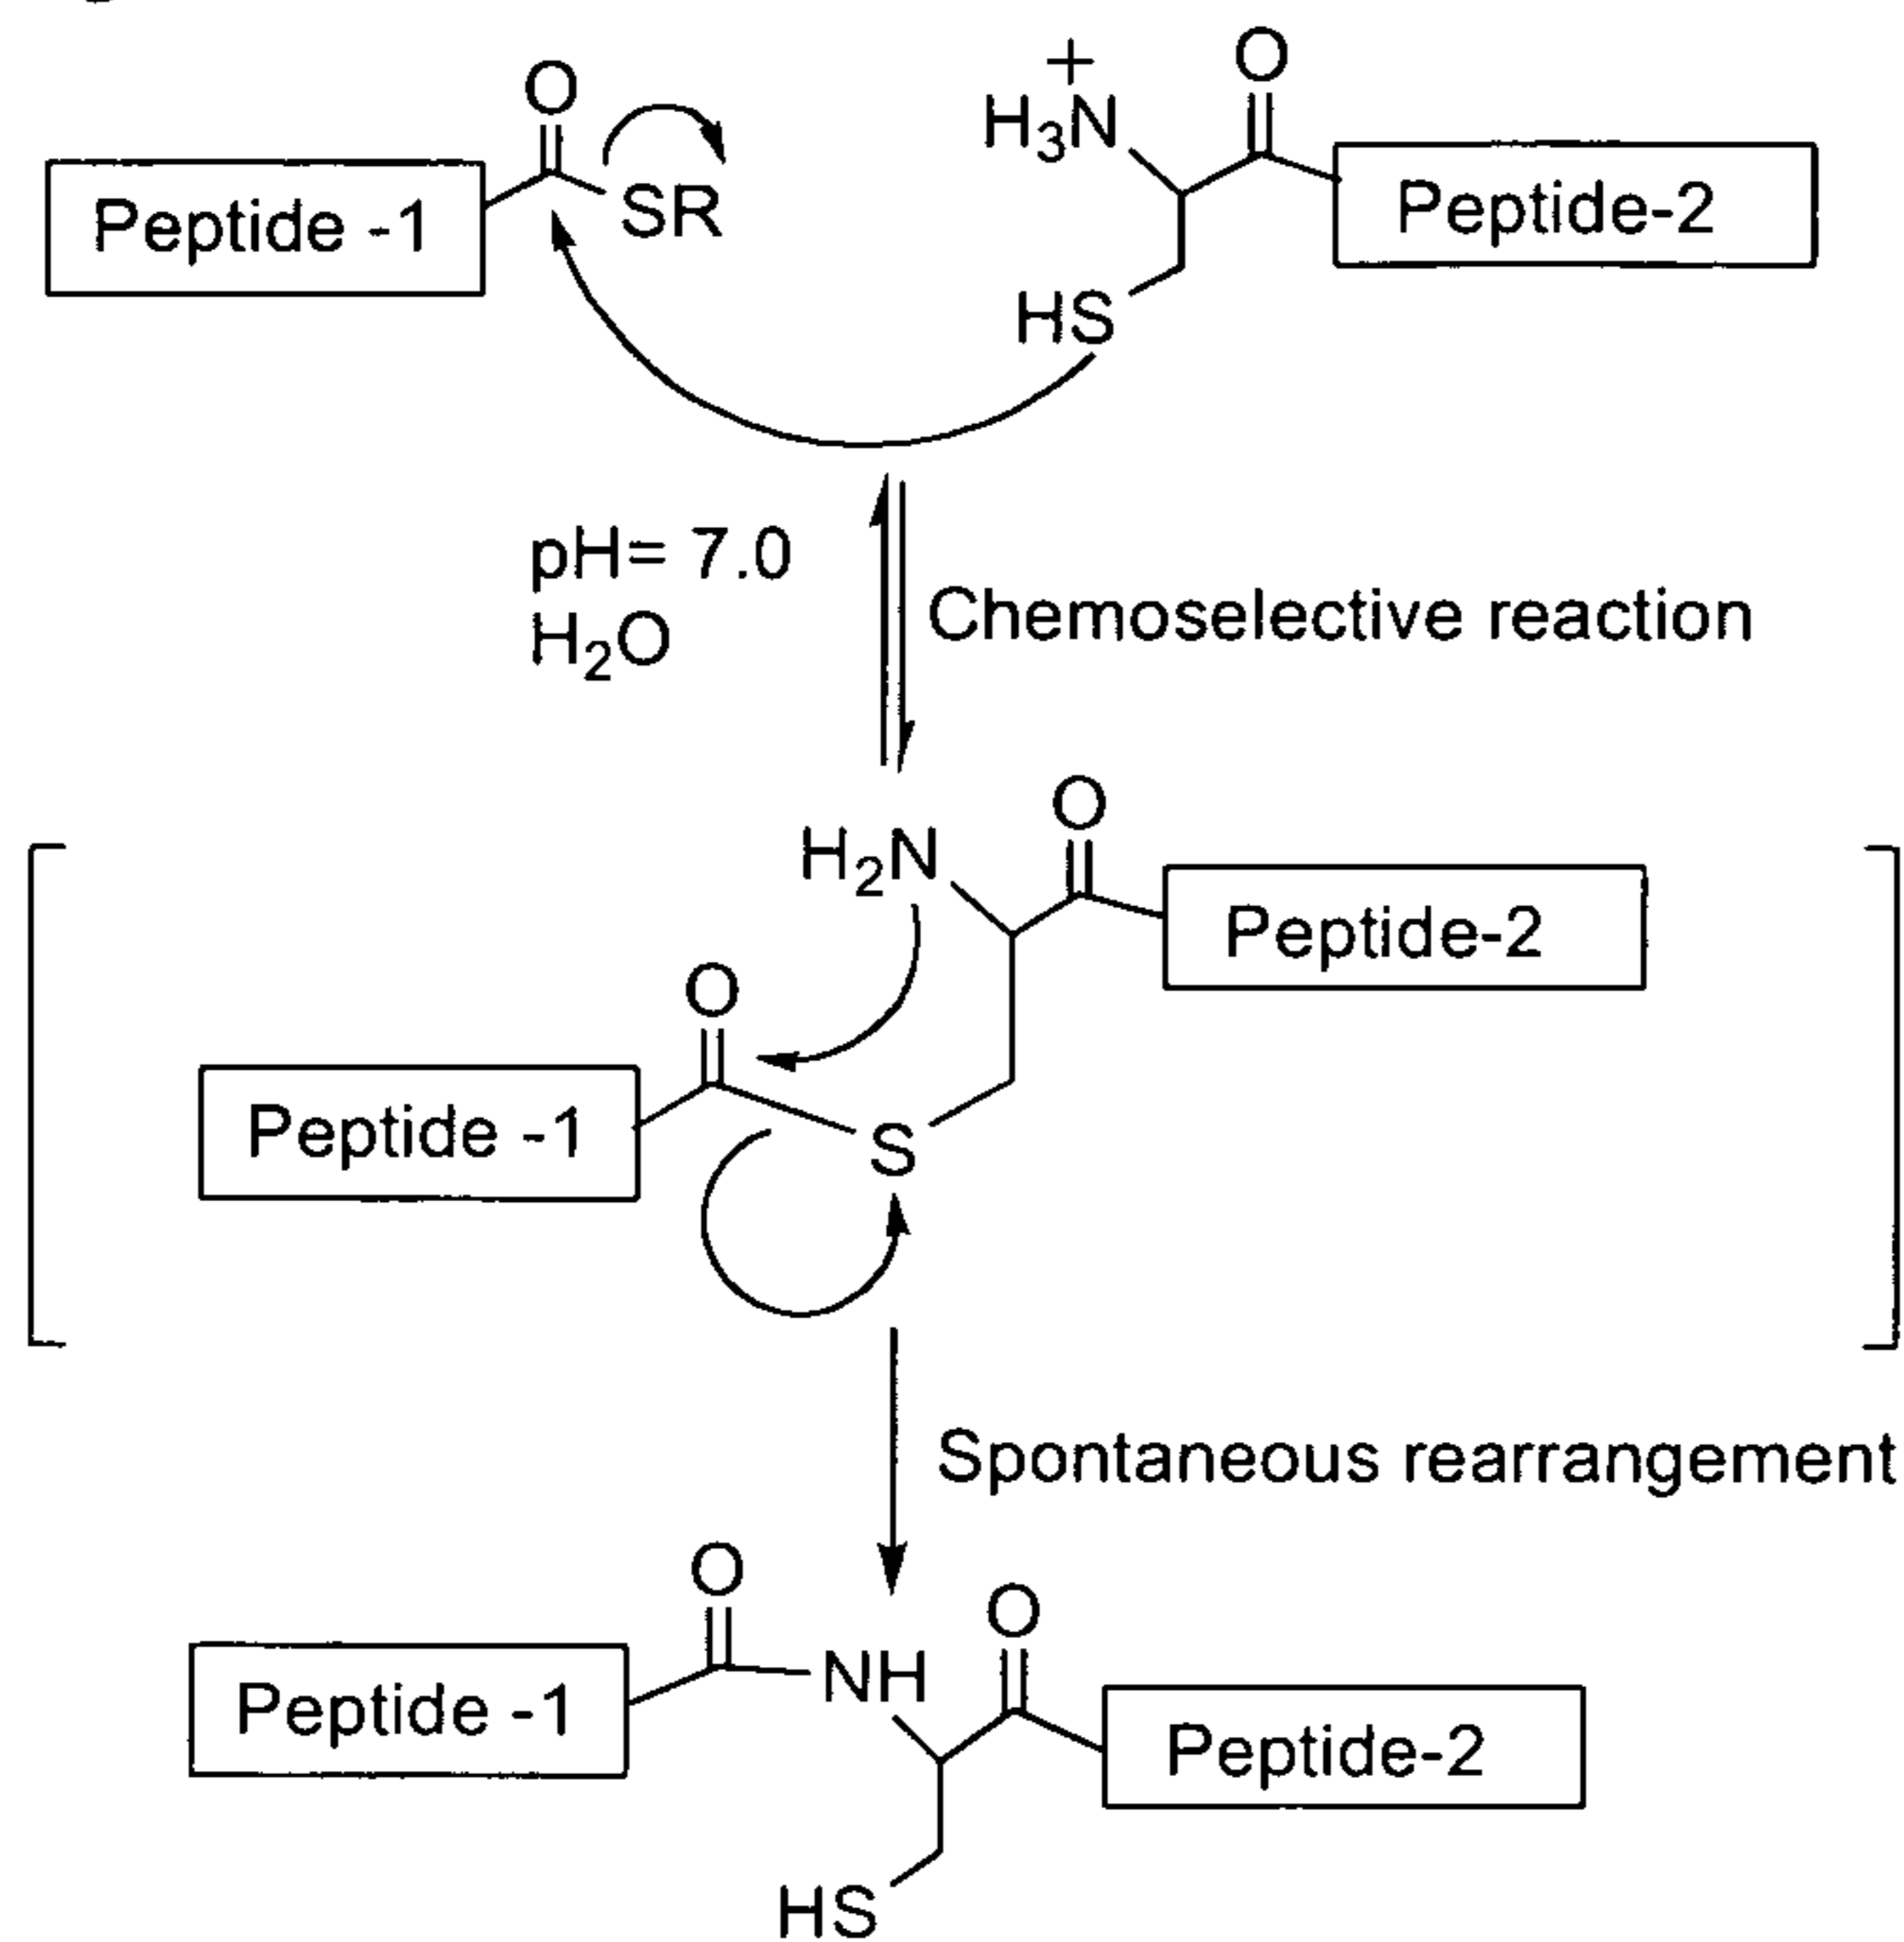 O
+
O
H3N
Peptide -1
SR
Peptide-2
HS
pH= 7.0
H2O
Chemoselective reaction
O
H2N
Peptide-2
O
Peptide -1
S
Spontaneous rearrangement
O
O
NH
Peptide -1
Peptide-2
HS